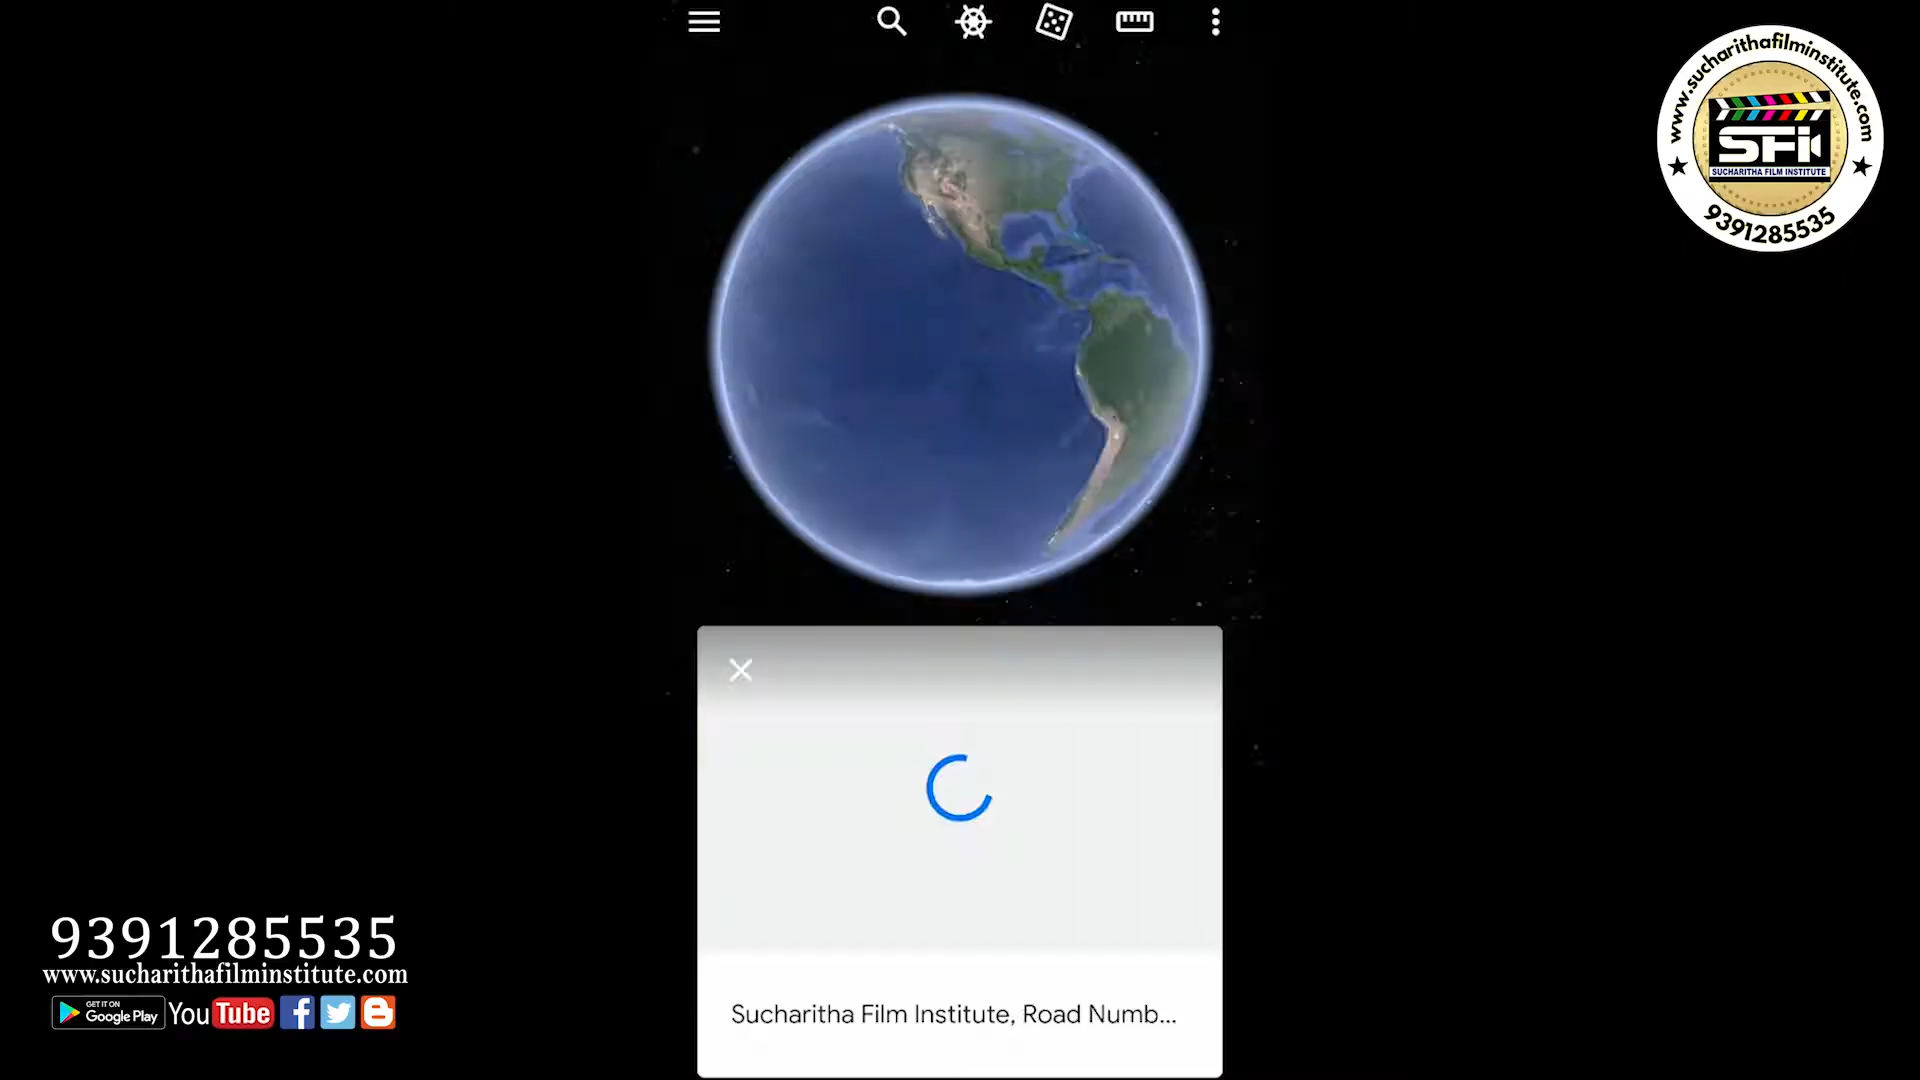 www.sucharithafilminstitute.com
SFi
SUCHARITHA FILM INSTITUTE
9391285535
9391285535
www.sucharithafilminstitute.com
GET IT ON
Google Play
YouTube
Sucharitha Film Institute, Road Numb...